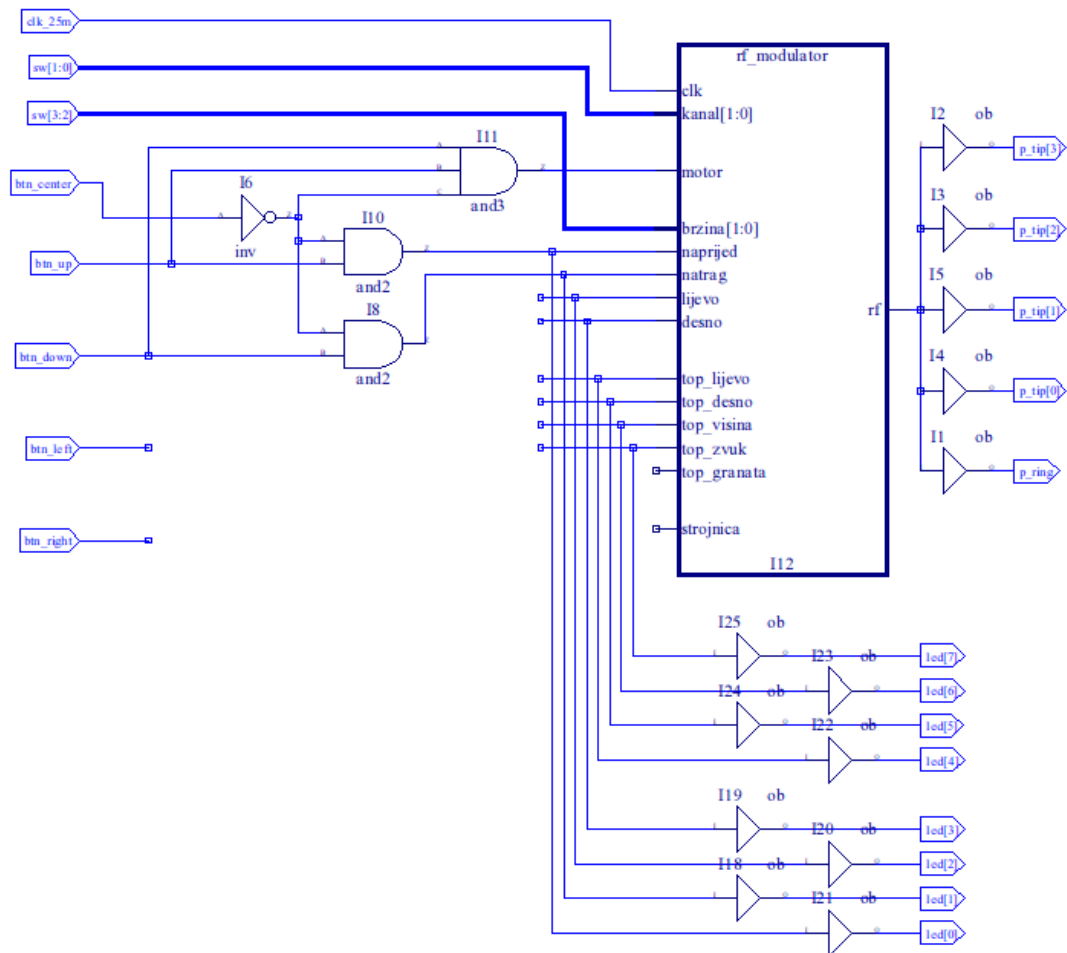 clk_25m
sw[1:0]
sw[3:2]
btn_center
btn_up
btn_down
btn_left
btn_right
I6
A
Z
inv
I11
A
B
C
Z
and3
I10
A
B
Z
and2
I8
A
B
Z
and2
rf_modulator
clk
kanal[1:0]
motor
brzina[1:0]
naprijed
natrag
lijevo
desno
top_lijevo
top_desno
top_visina
top_zvuk
top_granata
strojnica
rf
I12
I2 ob
I O
p_tip[3]
I3 ob
O
p_tip[2]
I5 ob
O
p_tip[1]
I4 ob
O
p_tip[0]
I1 ob
O
p_ring
I25 ob
I O
led[7]
I23 ob
I O
led[6]
I24 ob
I O
led[5]
I22 ob
I O
led[4]
I19 ob
I O
led[3]
I20 ob
I O
led[2]
I18 ob
I O
led[1]
I21 ob
I O
led[0]